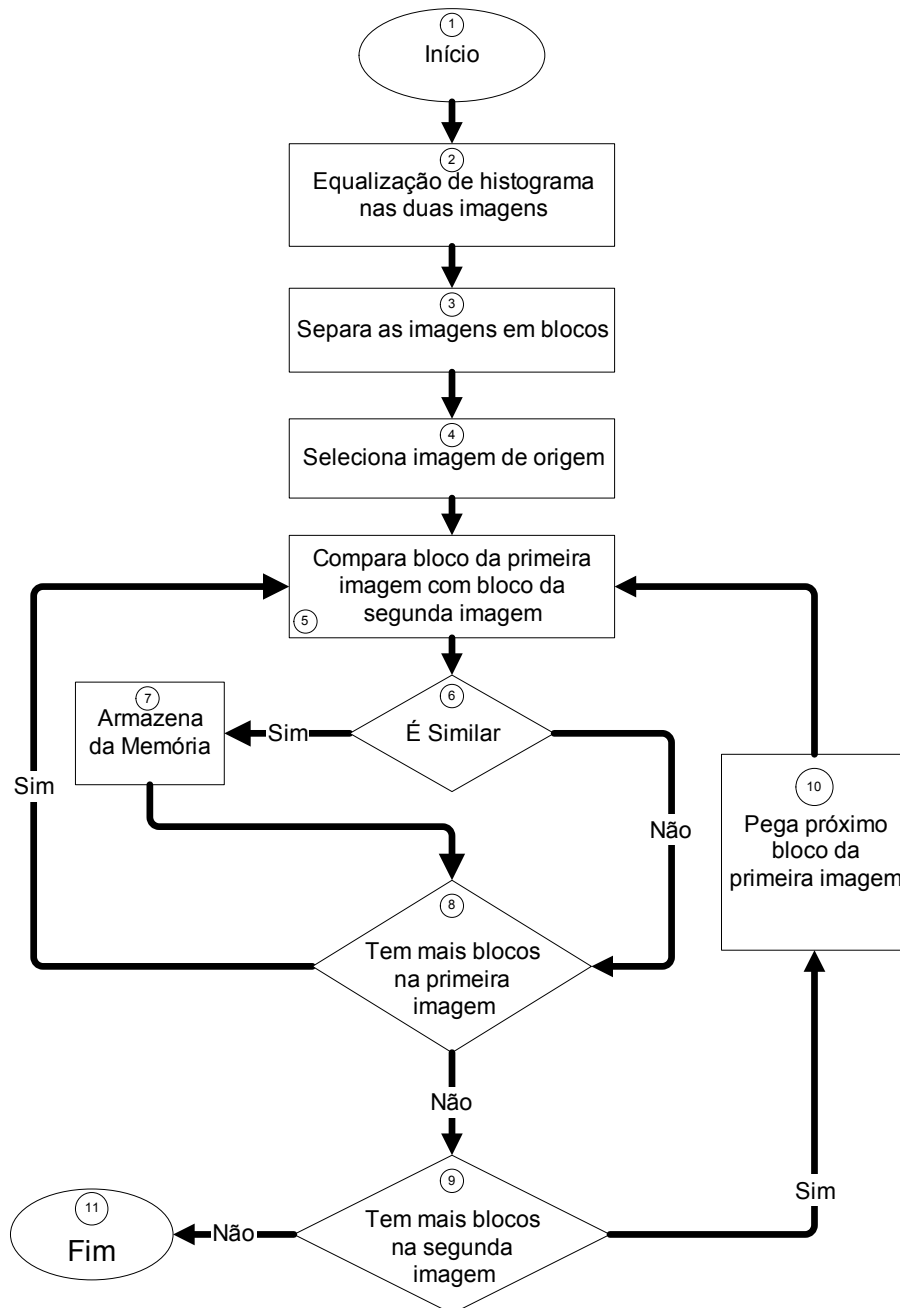 1
Início
2
Equalização de histograma
nas duas imagens
3
Separa as imagens em blocos
4
Seleciona imagem de origem
Compara bloco da primeira
imagem com bloco da
segunda imagem
5
6
É Similar
Sim
7
Armazena
da Memória
Sim
Não
10
Pega próximo
bloco da
primeira imagem
8
Tem mais blocos
na primeira
imagem
Não
9
Tem mais blocos
na segunda
imagem
Sim
Não
11
Fim